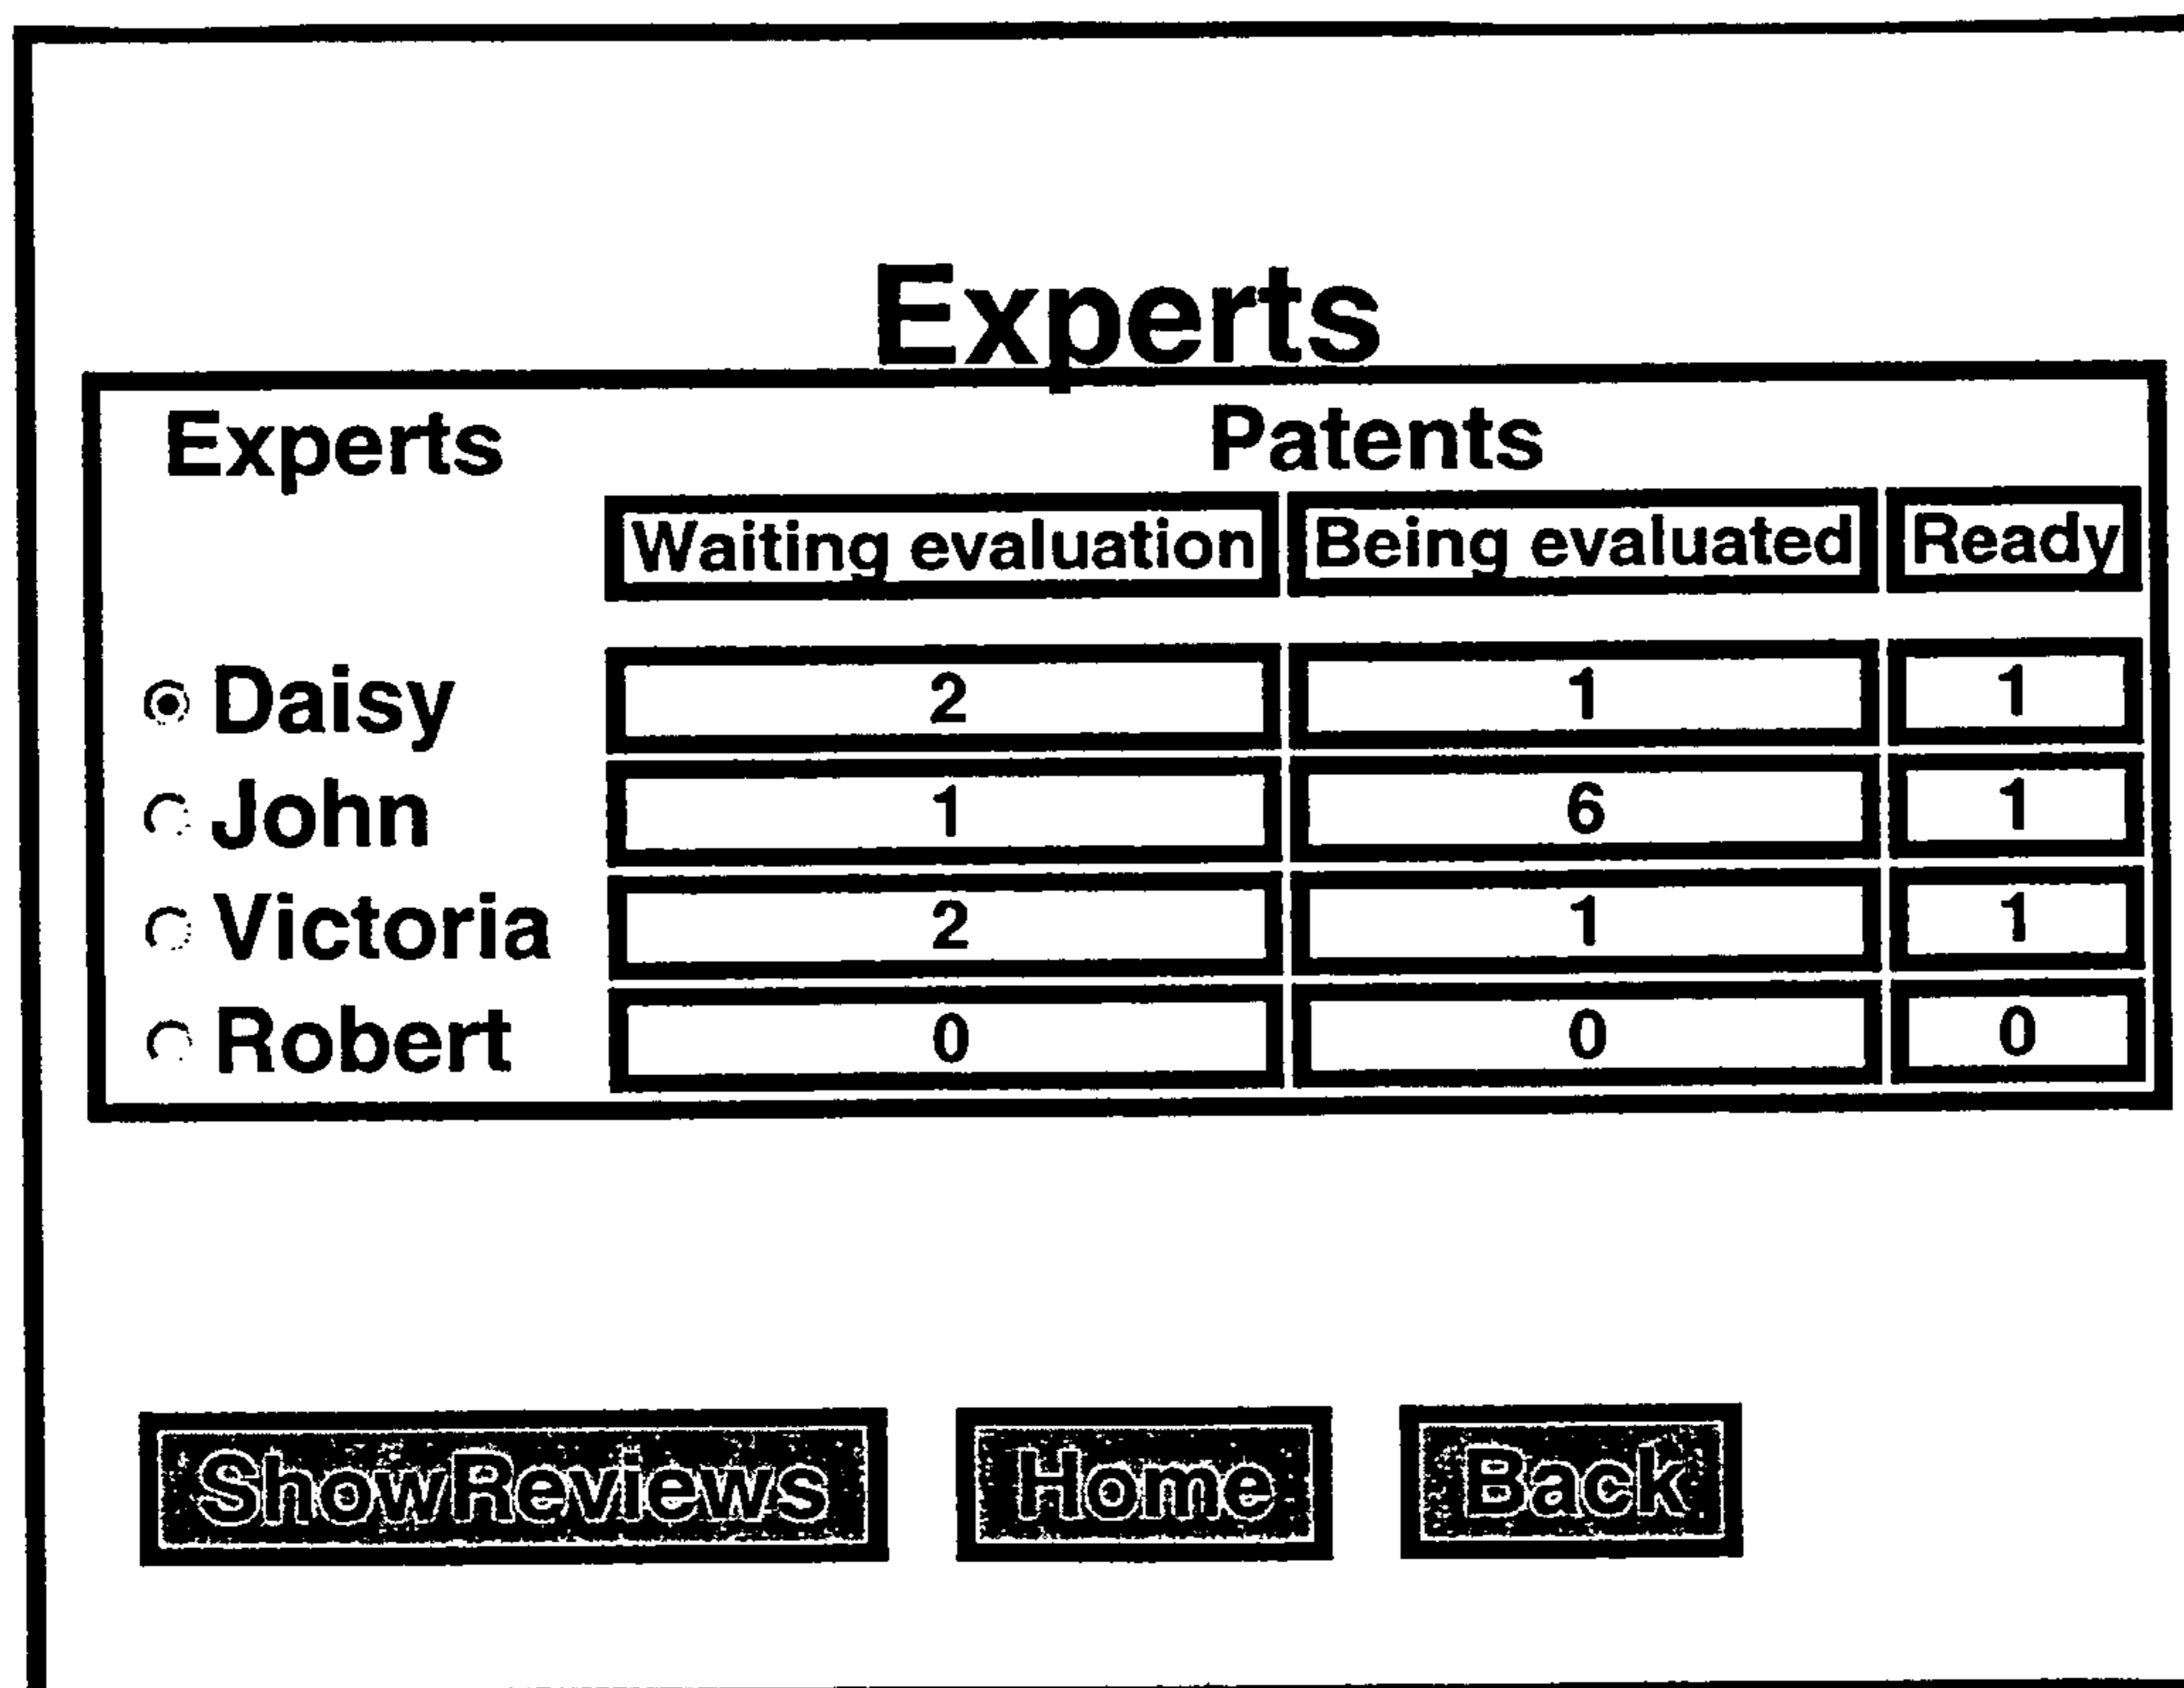 Experts
Experts Patents
Waiting evaluation Being evaluated Ready
Daisy 2 1 1
John 1 6 1
Victoria 2 1 1
Robert 0 0 0
ShowReviews Home Back